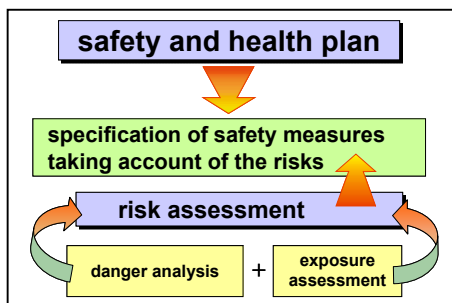 safety and health plan
specification of safety measures
taking account of the risks
risk assessment
danger analysis
+
exposure
assessment